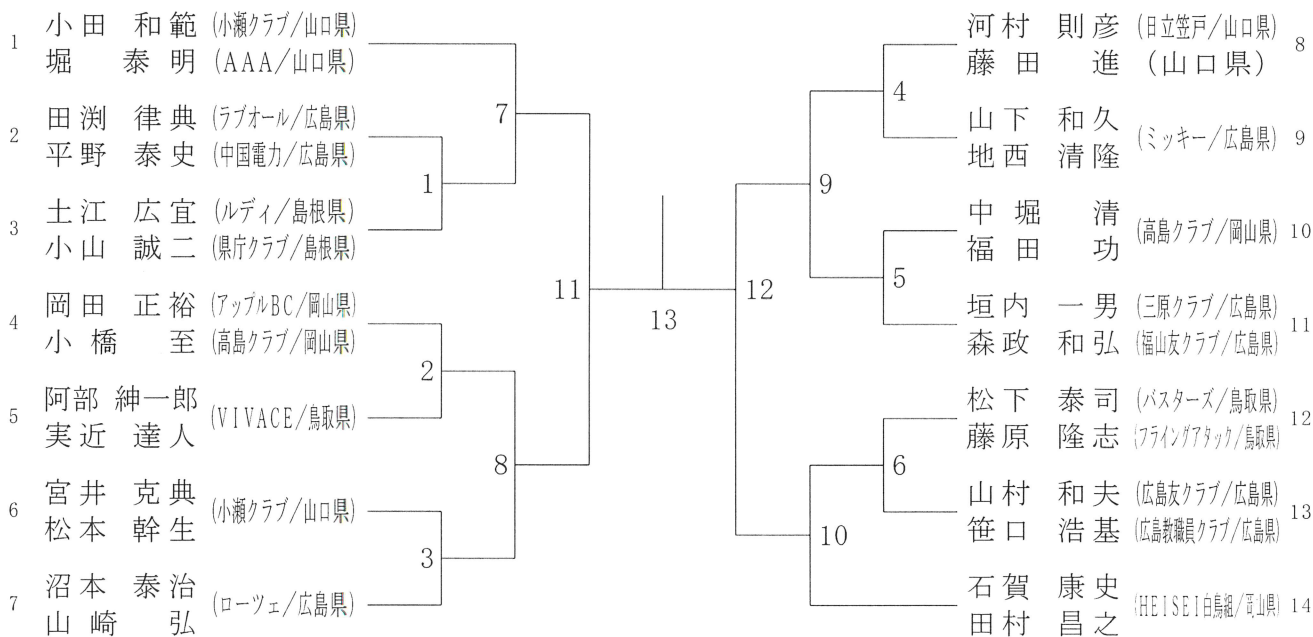 1 小田 和範 (小瀬クラブ/山口県)
堀 泰明 (AAA/山口県)
2 田渕 律典 (ラブオール/広島県)
平野 泰史 (中国電力/広島県)
3 土江 広宜 (ルディ/島根県)
小山 誠二 (県庁クラブ/島根県)
4 岡田 正裕 (アップルBC/岡山県)
小橋 至 (高島クラブ/岡山県)
5 阿部 紳一郎 (VIVACE/鳥取県)
実近 達人
6 宮井 克典 (小瀬クラブ/山口県)
松本 幹生
7 沼本 泰治 (ローツェ/広島県)
山崎 弘
7
1
2
8
3
11
13
12
4
9
5
6
10
河村 則彦 (日立笠戸/山口県) 8
藤田 進 (山口県)
山下 和久 (ミッキー/広島県) 9
地西 清隆
中堀 清 (高島クラブ/岡山県) 10
福田 功
垣内 一男 (三原クラブ/広島県) 11
森政 和弘 (福山友クラブ/広島県)
松下 泰司 (バスターズ/鳥取県) 12
藤原 隆志 (フライングアタック/鳥取県)
山村 和夫 (広島友クラブ/広島県) 13
笹口 浩基 (広島教職員クラブ/広島県)
石賀 康史 (HEISEI白鳥組/岡山県) 14
田村 昌之